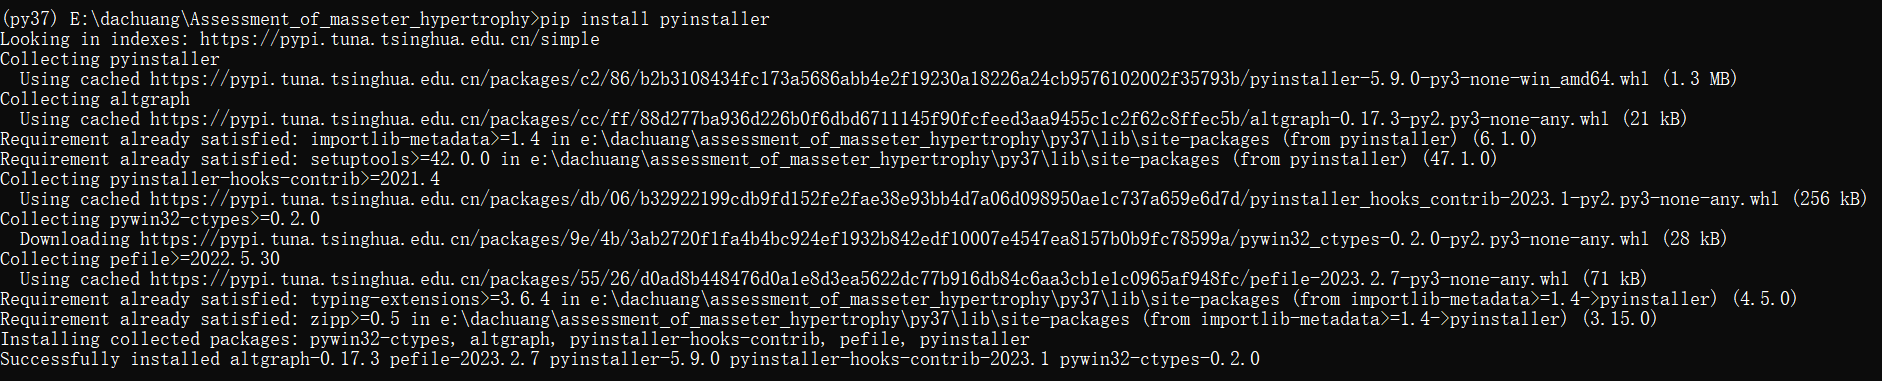 (py37) E:\dachuang\Assessment_of_masseter_hypertrophy>pip install pyinstaller
Looking in indexes: https://pypi.tuna.tsinghua.edu.cn/simple
Collecting pyinstaller
  Using cached https://pypi.tuna.tsinghua.edu.cn/packages/c2/86/b2b3108434fc173a5686abb4e2f19230a18226a24cb9576102002f35793b/pyinstaller-5.9.0-py3-none-win_amd64.whl (1.3 MB)
Collecting altgraph
  Using cached https://pypi.tuna.tsinghua.edu.cn/packages/cc/ff/88d277ba936d226b0f6dbd6711145f90fcfeed3aa9455c1c2f62c8ffec5b/altgraph-0.17.3-py2.py3-none-any.whl (21 kB)
Requirement already satisfied: importlib-metadata>=1.4 in e:\dachuang\assessment_of_masseter_hypertrophy\py37\lib\site-packages (from pyinstaller) (6.1.0)
Requirement already satisfied: setuptools>=42.0.0 in e:\dachuang\assessment_of_masseter_hypertrophy\py37\lib\site-packages (from pyinstaller) (47.1.0)
Collecting pyinstaller-hooks-contrib>=2021.4
  Using cached https://pypi.tuna.tsinghua.edu.cn/packages/db/06/b32922199cdb9fd152fe2fae38e93bb4d7a06d098950ae1c737a659e6d7d/pyinstaller_hooks_contrib-2023.1-py2.py3-none-any.whl (256 kB)
Collecting pywin32-ctypes>=0.2.0
  Downloading https://pypi.tuna.tsinghua.edu.cn/packages/9e/4b/3ab2720f1fa4b4bc924ef1932b842edf10007e4547ea8157b0b9fc78599a/pywin32_ctypes-0.2.0-py2.py3-none-any.whl (28 kB)
Collecting pefile>=2022.5.30
  Using cached https://pypi.tuna.tsinghua.edu.cn/packages/55/26/d0ad8b448476d0a1e8d3ea5622dc77b916db84c6aa3cb1e1c0965af948fc/pefile-2023.2.7-py3-none-any.whl (71 kB)
Requirement already satisfied: typing-extensions>=3.6.4 in e:\dachuang\assessment_of_masseter_hypertrophy\py37\lib\site-packages (from importlib-metadata>=1.4->pyinstaller) (4.5.0)
Requirement already satisfied: zipp>=0.5 in e:\dachuang\assessment_of_masseter_hypertrophy\py37\lib\site-packages (from importlib-metadata>=1.4->pyinstaller) (3.15.0)
Installing collected packages: pywin32-ctypes, altgraph, pyinstaller-hooks-contrib, pefile, pyinstaller
Successfully installed altgraph-0.17.3 pefile-2023.2.7 pyinstaller-5.9.0 pyinstaller-hooks-contrib-2023.1 pywin32-ctypes-0.2.0